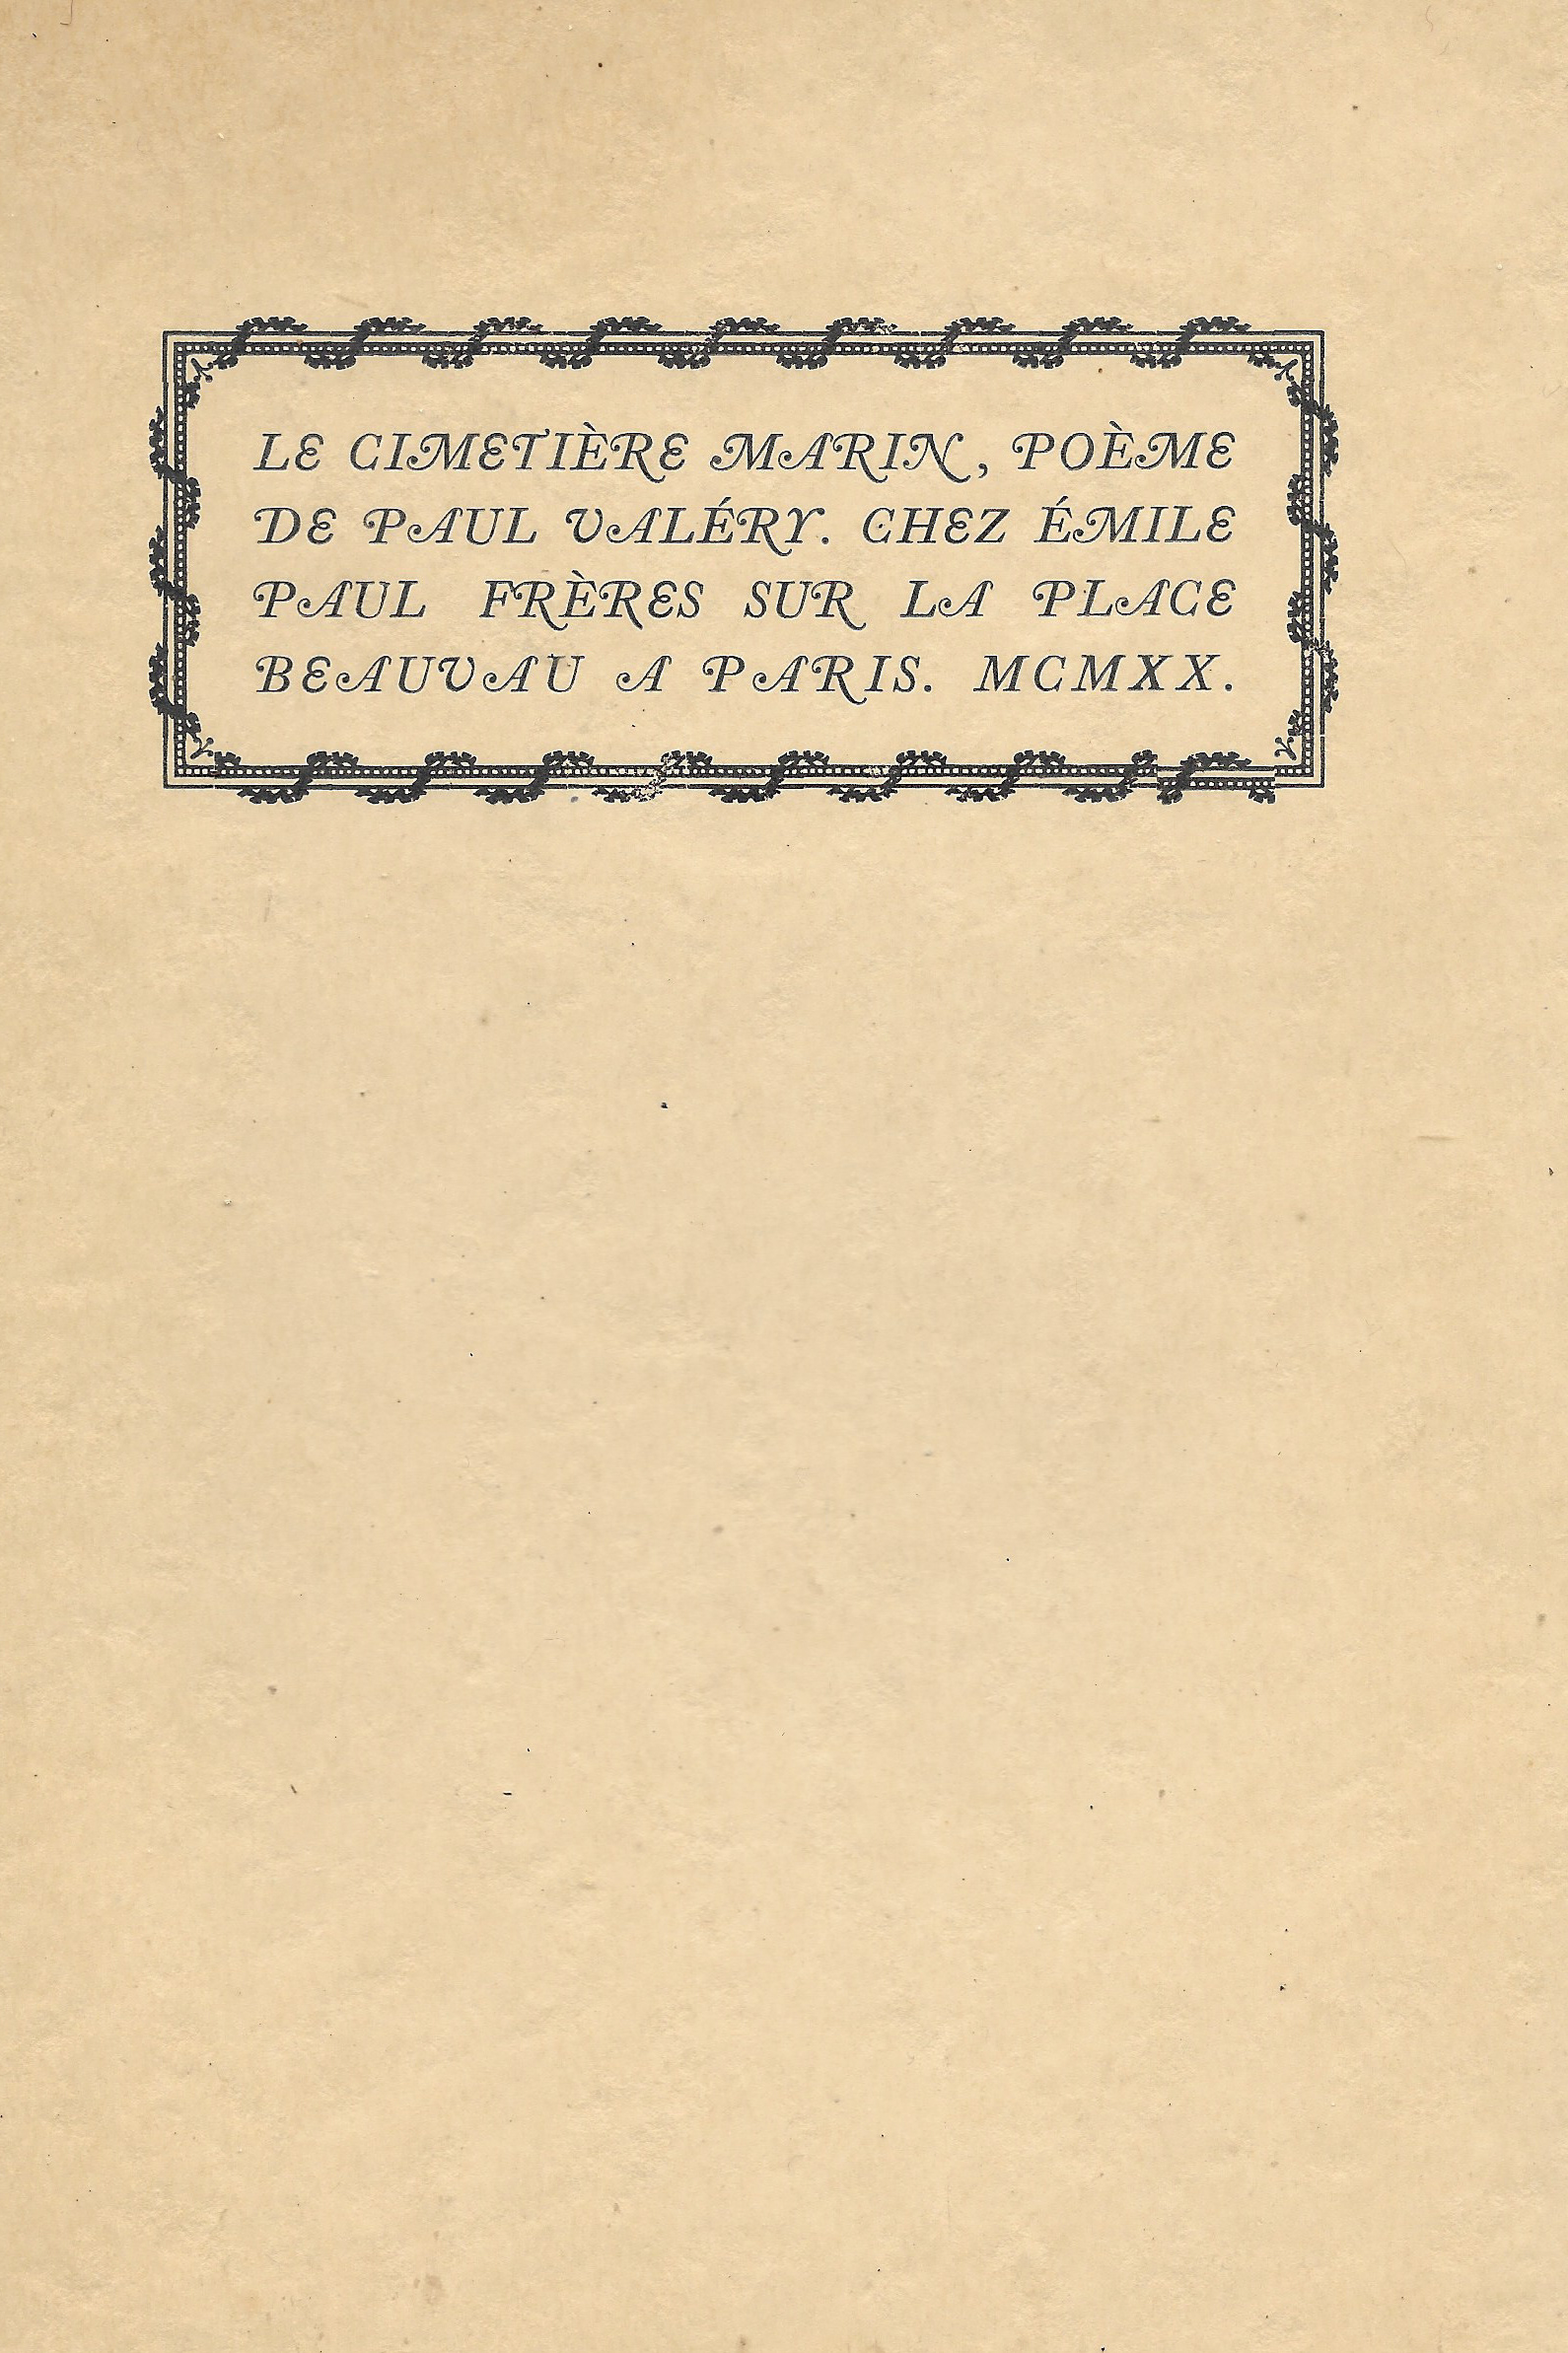 LE CIMETIÈRE MARIN, POÈME
DE PAUL VALÉRY. CHEZ ÉMILE
PAUL FRÈRES SUR LA PLACE
BEAUVAU A PARIS. MCMXX.